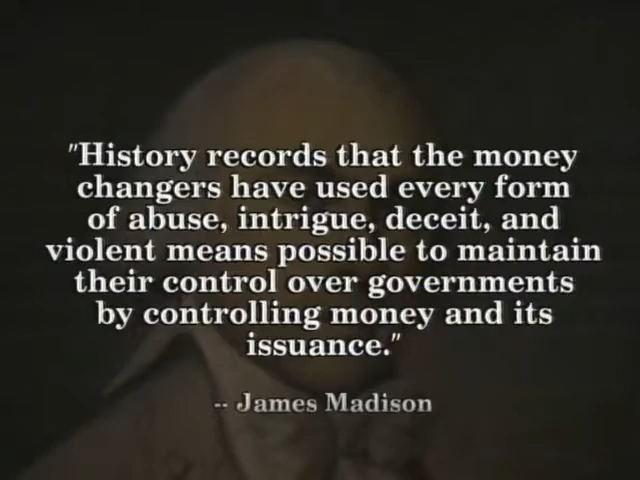 "History records that the money
changers have used every form
of abuse, intrigue, deceit, and
violent means possible to maintain
their control over governments
by controlling money and its
issuance."
-- James Madison